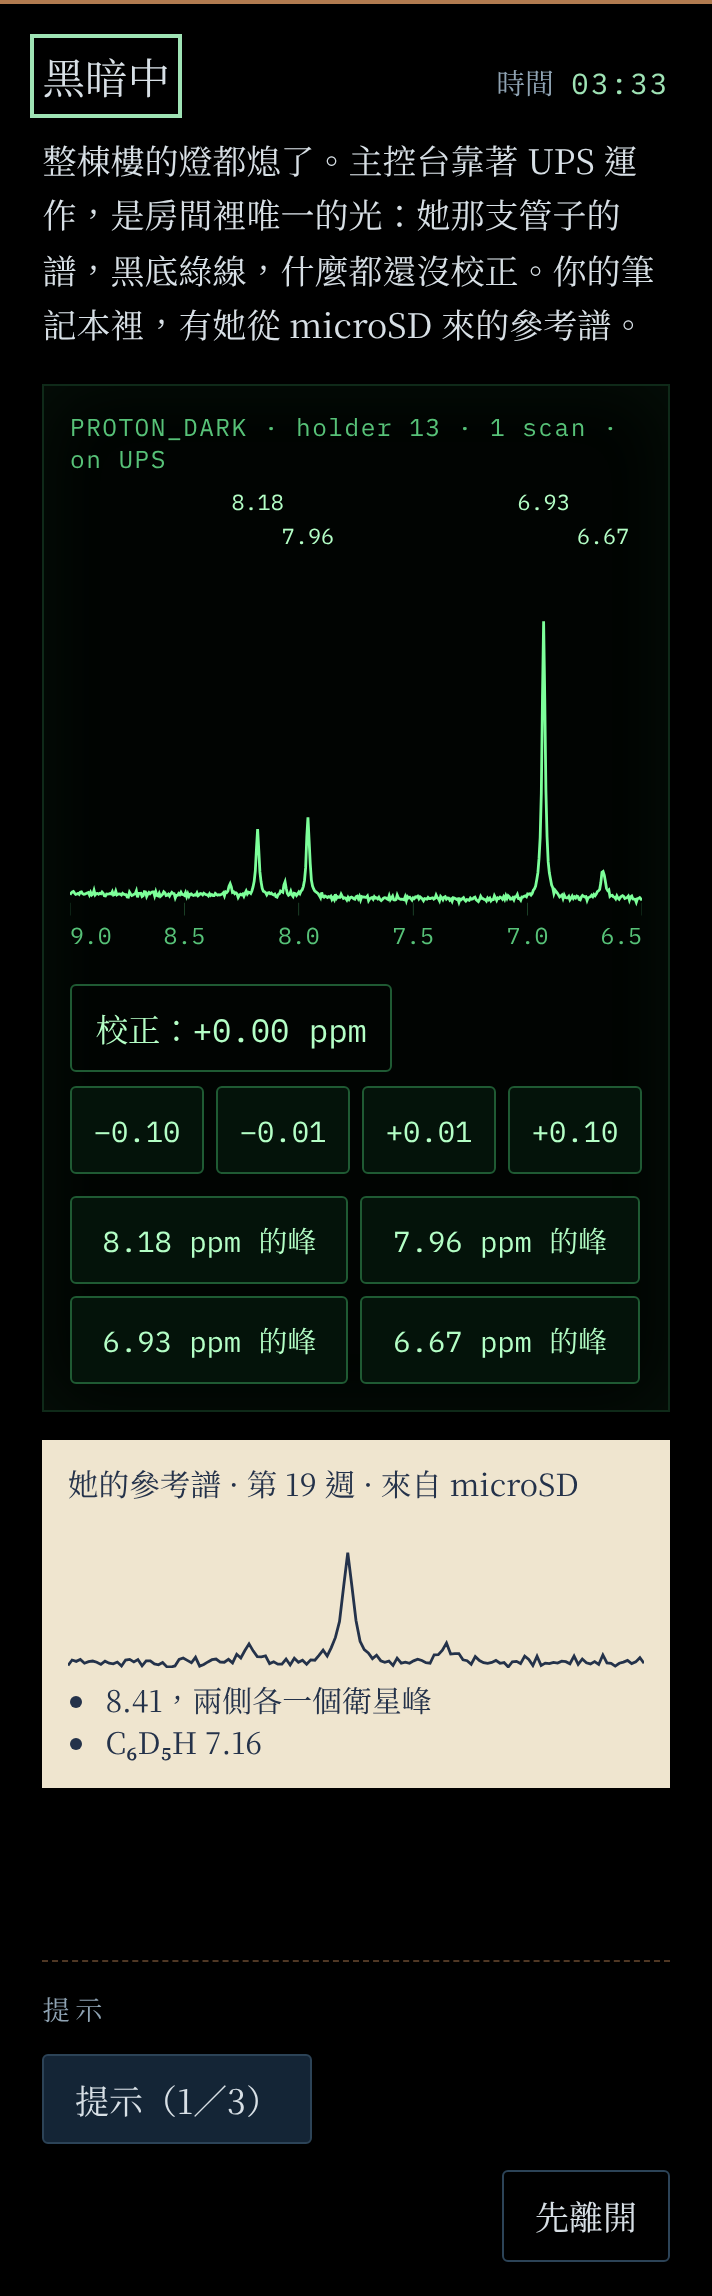 黑暗中
時間 03:33
整棟樓的燈都熄了。主控台靠著 UPS 運
作，是房間裡唯一的光：她那支管子的
譜，黑底綠線，什麼都還沒校正。你的筆
記本裡，有她從 microSD 來的參考譜。
PROTON_DARK · holder 13 · 1 scan ·
on UPS
8.18 6.93
7.96 6.67
9.0 8.5 8.0 7.5 7.0 6.5
校正：+0.00 ppm
−0.10 −0.01 +0.01 +0.10
8.18 ppm 的峰 7.96 ppm 的峰
6.93 ppm 的峰 6.67 ppm 的峰
她的參考譜 · 第 19 週 · 來自 microSD
• 8.41，兩側各一個衛星峰
• C₆D₅H 7.16
提示
提示（1／3）
先離開